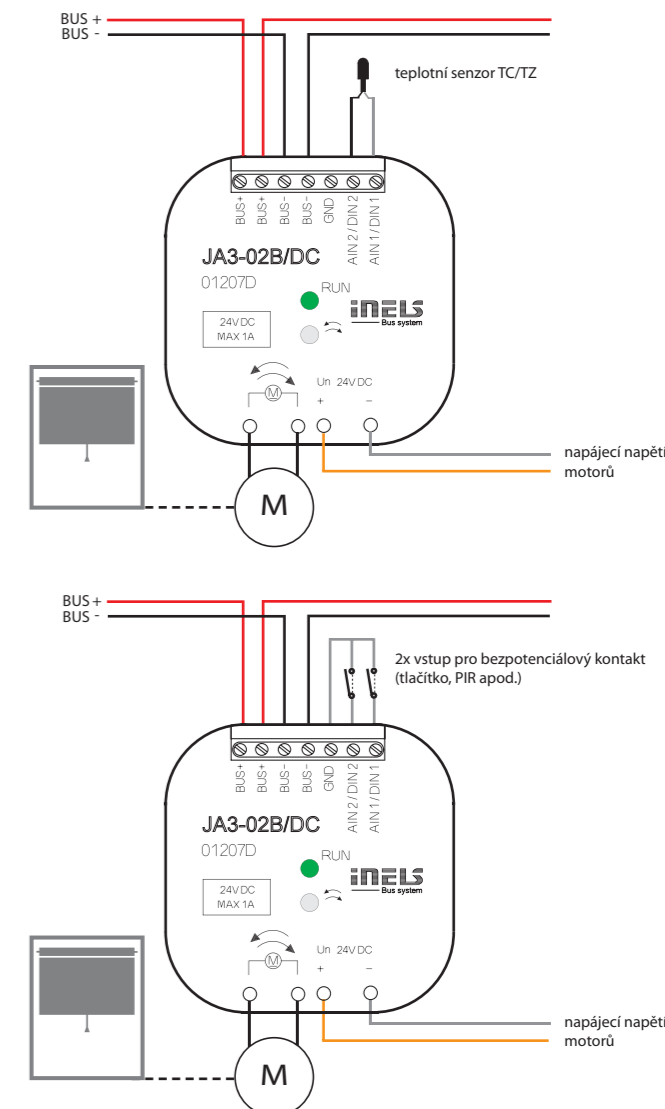 BUS +
BUS -
teplotní senzor TC/TZ
BUS+
BUS+
BUS-
BUS-
GND
AIN 2 / DIN 2
AIN 1 / DIN 1
JA3-02B/DC
01207D
RUN
iNELS
Bus system
24V DC
MAX 1A
M
Un 24V DC
+ −
napájecí napětí
motorů
M
BUS +
BUS -
2x vstup pro bezpotenciálový kontakt
(tlačítko, PIR apod.)
BUS+
BUS+
BUS-
BUS-
GND
AIN 2 / DIN 2
AIN 1 / DIN 1
JA3-02B/DC
01207D
RUN
iNELS
Bus system
24V DC
MAX 1A
M
Un 24V DC
+ −
napájecí napětí
motorů
M